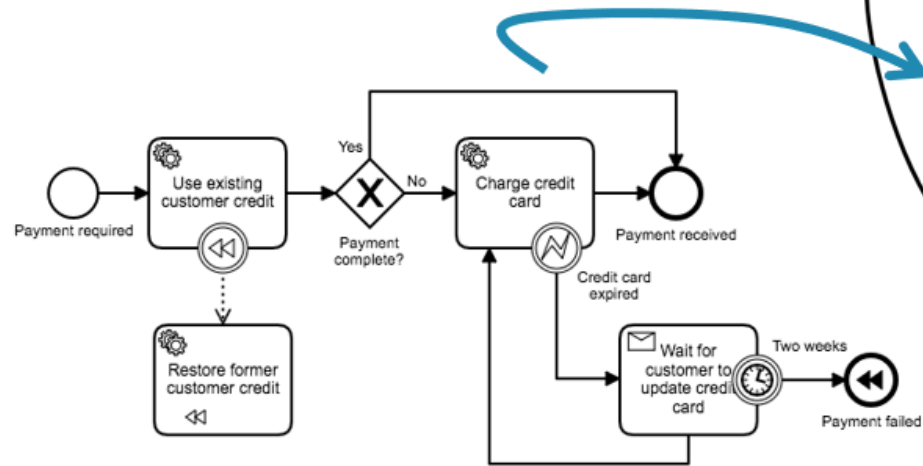 Payment required
Use existing
customer credit
Yes
No
Payment
complete?
Charge credit
card
Payment received
Credit card
expired
Restore former
customer credit
Wait for
customer to
update credit
card
Two weeks
Payment failed